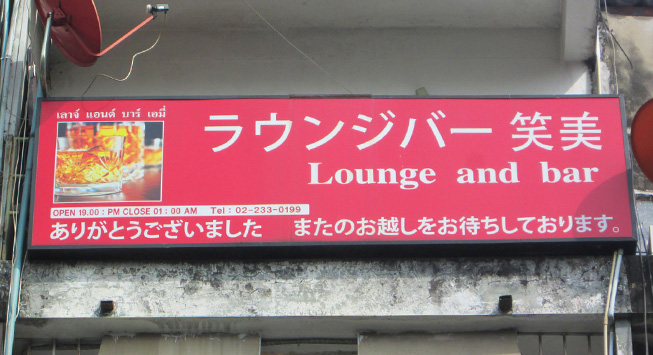 เลาจ์ แอนด์ บาร์ เอมี่
ラウンジバー 笑美
Lounge and bar
OPEN 19.00 : PM CLOSE 01 : 00 AM Tel : 02-233-0199
ありがとうございました またのお越しをお待ちしております。